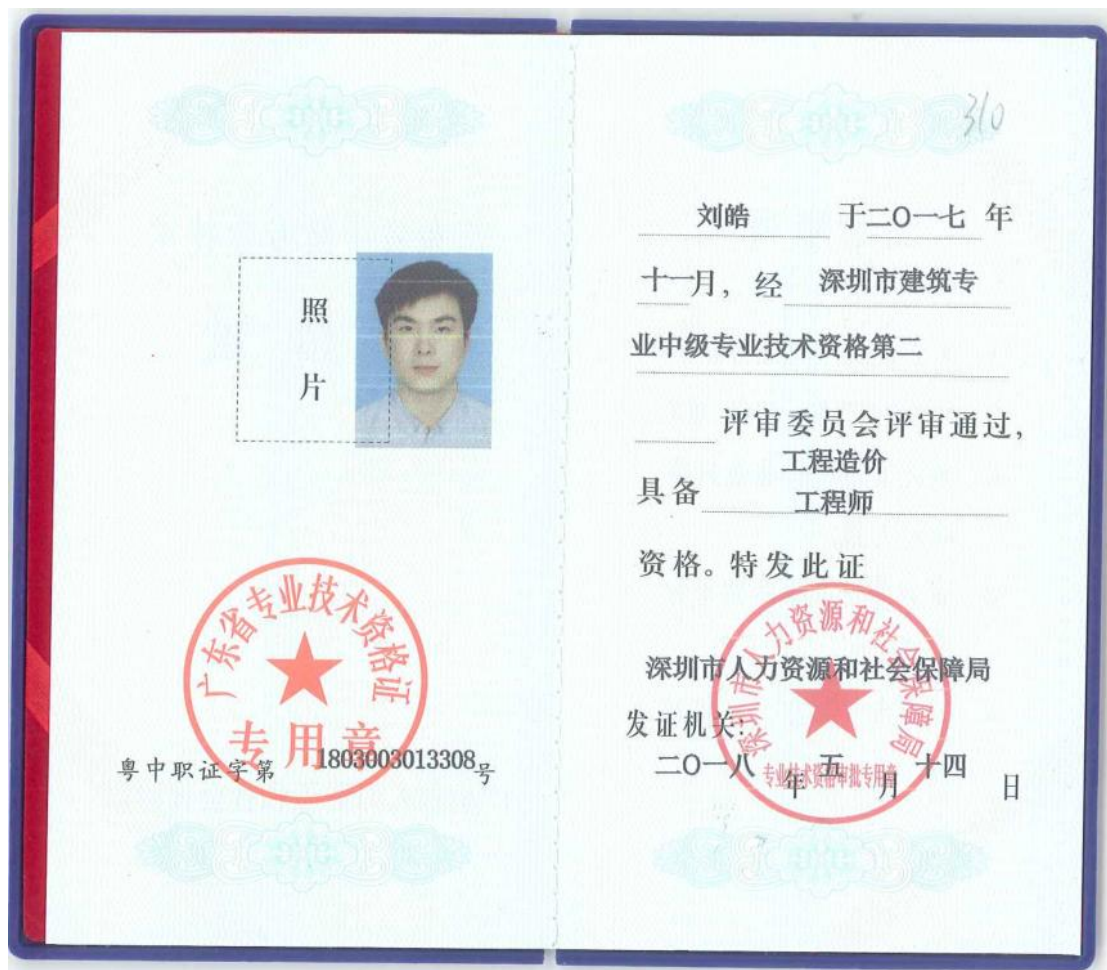 照
片
广东省专业技术资格证
专用章
粤中职证字第 1803003013308 号
310
刘皓 于二O一七 年
十一月，经 深圳市建筑专
业中级专业技术资格第二
评审委员会评审通过，
工程造价
具备 工程师
资格。特发此证
深圳市人力资源和社会保障局
深圳市人力资源和社会保障局
发证机关：
二O一八 年 五 月 十四 日
专业技术资格审批专用章